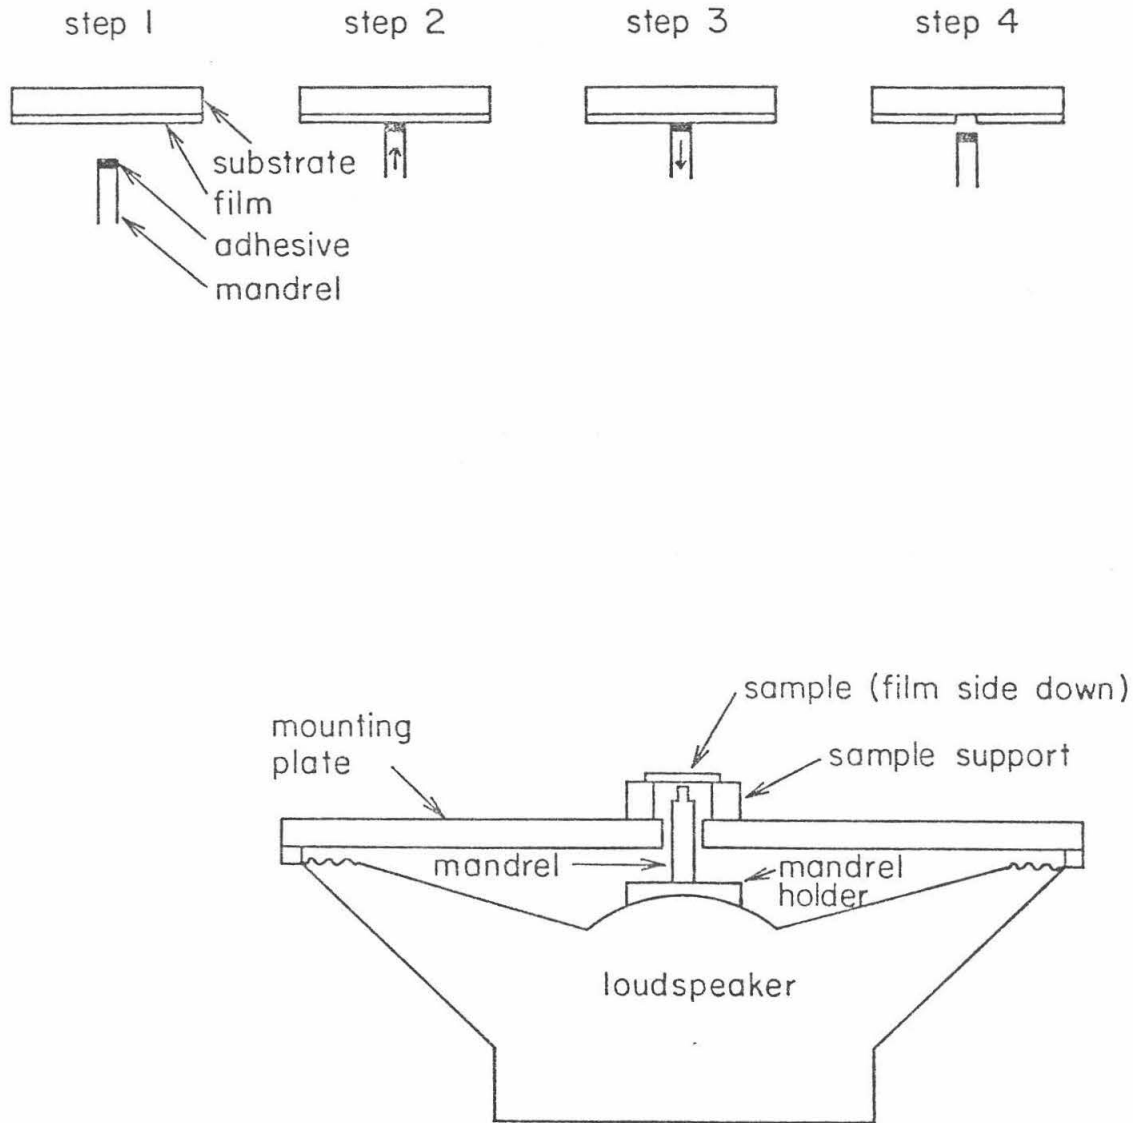 step 1
step 2
step 3
step 4
substrate
film
adhesive
mandrel
sample (film side down)
mounting
plate
sample support
mandrel
mandrel
holder
loudspeaker